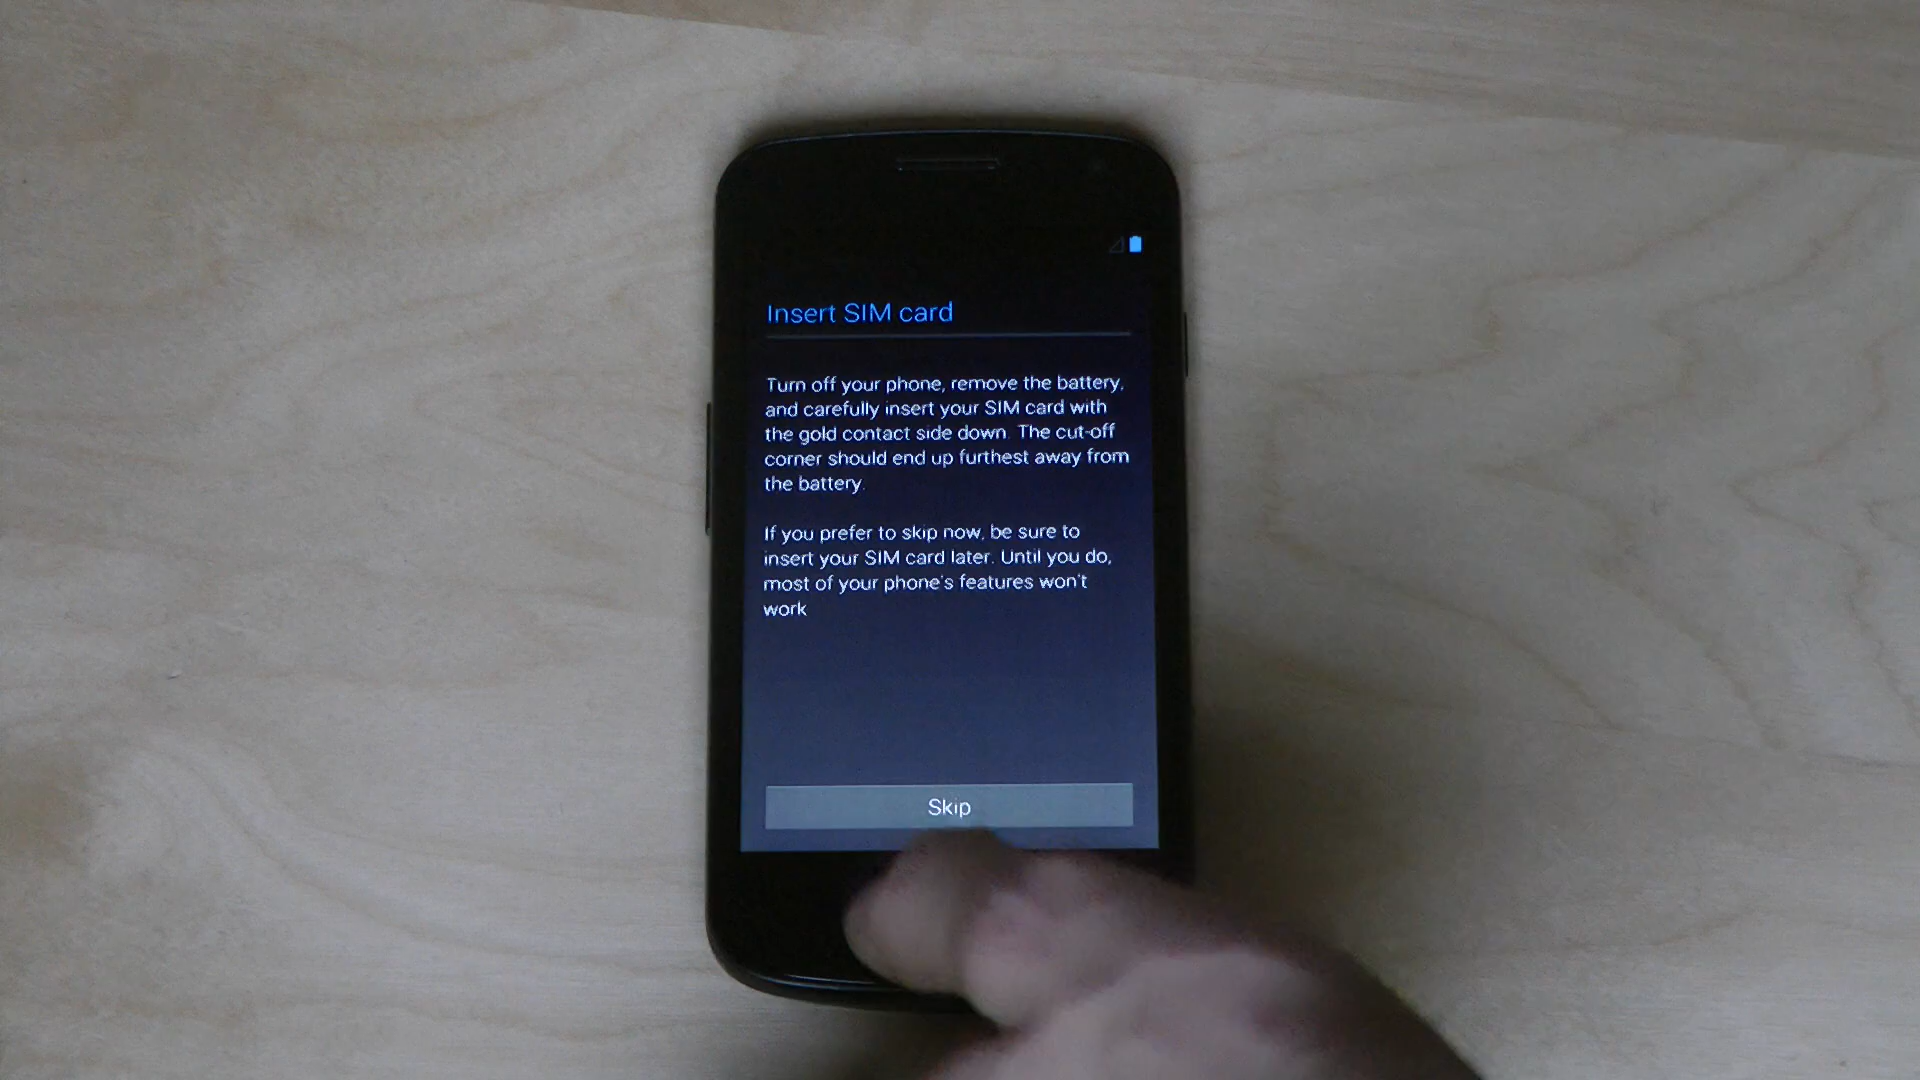 Insert SIM card
Turn off your phone, remove the battery,
and carefully insert your SIM card with
the gold contact side down. The cut-off
corner should end up furthest away from
the battery.
If you prefer to skip now, be sure to
insert your SIM card later. Until you do,
most of your phone's features won't
work
Skip